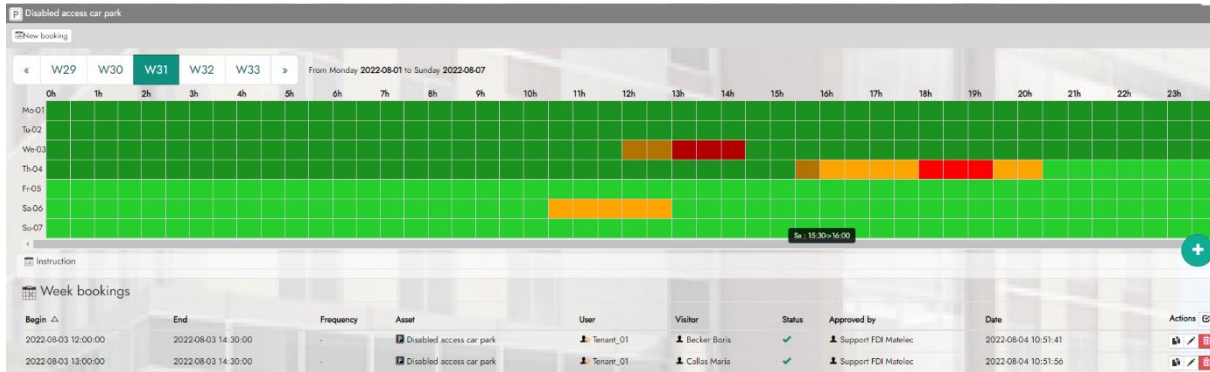 P Disabled access car park
New booking
« W29 W30 W31 W32 W33 » From Monday 2022-08-01 to Sunday 2022-08-07
0h 1h 2h 3h 4h 5h 6h 7h 8h 9h 10h 11h 12h 13h 14h 15h 16h 17h 18h 19h 20h 21h 22h 23h
Mo-01
Tu-02
We-03
Th-04
Fr-05
Sa-06
Su-07
Sa : 15:30->16:00
+
Instruction
Week bookings
Begin End Frequency Asset User Visitor Status Approved by Date Actions
2022-08-03 12:00:00 2022-08-03 14:30:00 - P Disabled access car park Tenant_01 Becker Boris Support FDI Matelec 2022-08-04 10:51:41
2022-08-03 13:00:00 2022-08-03 14:30:00 - P Disabled access car park Tenant_01 Callas Maria Support FDI Matelec 2022-08-04 10:51:56